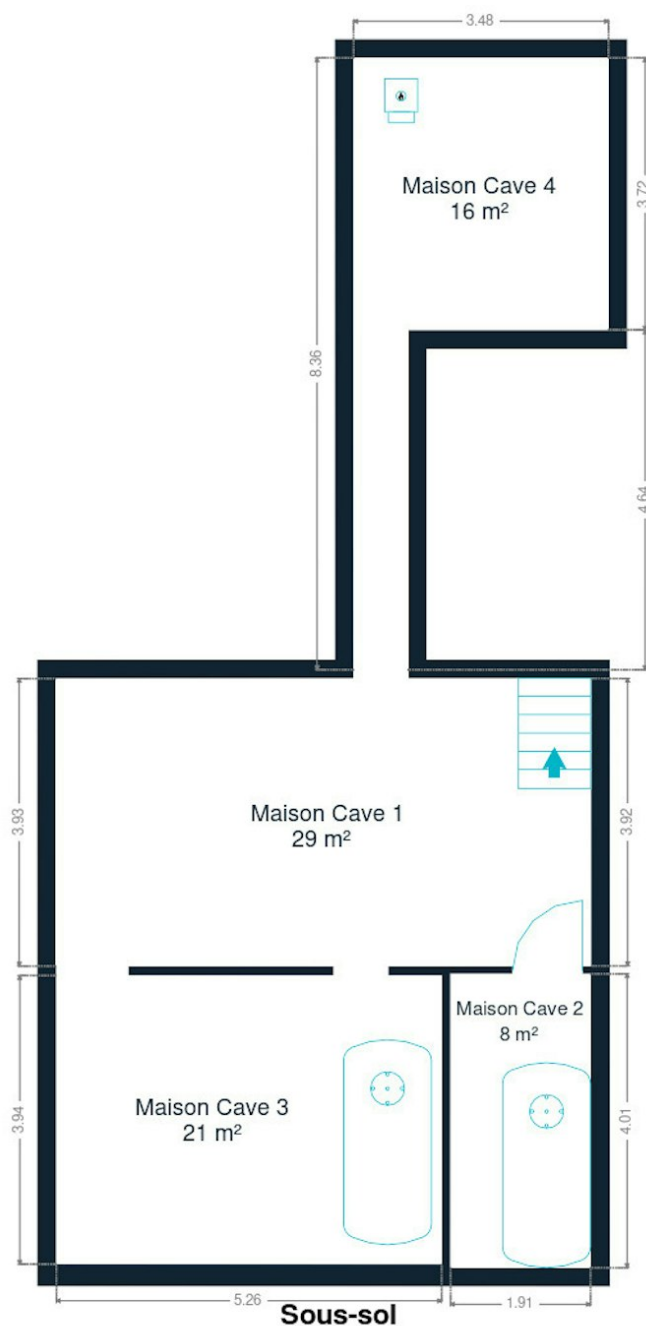 3.48
Maison Cave 4
16 m²
3.72
8.36
4.64
Maison Cave 1
29 m²
3.93
3.92
Maison Cave 2
8 m²
Maison Cave 3
21 m²
3.94
4.01
5.26
1.91
Sous-sol